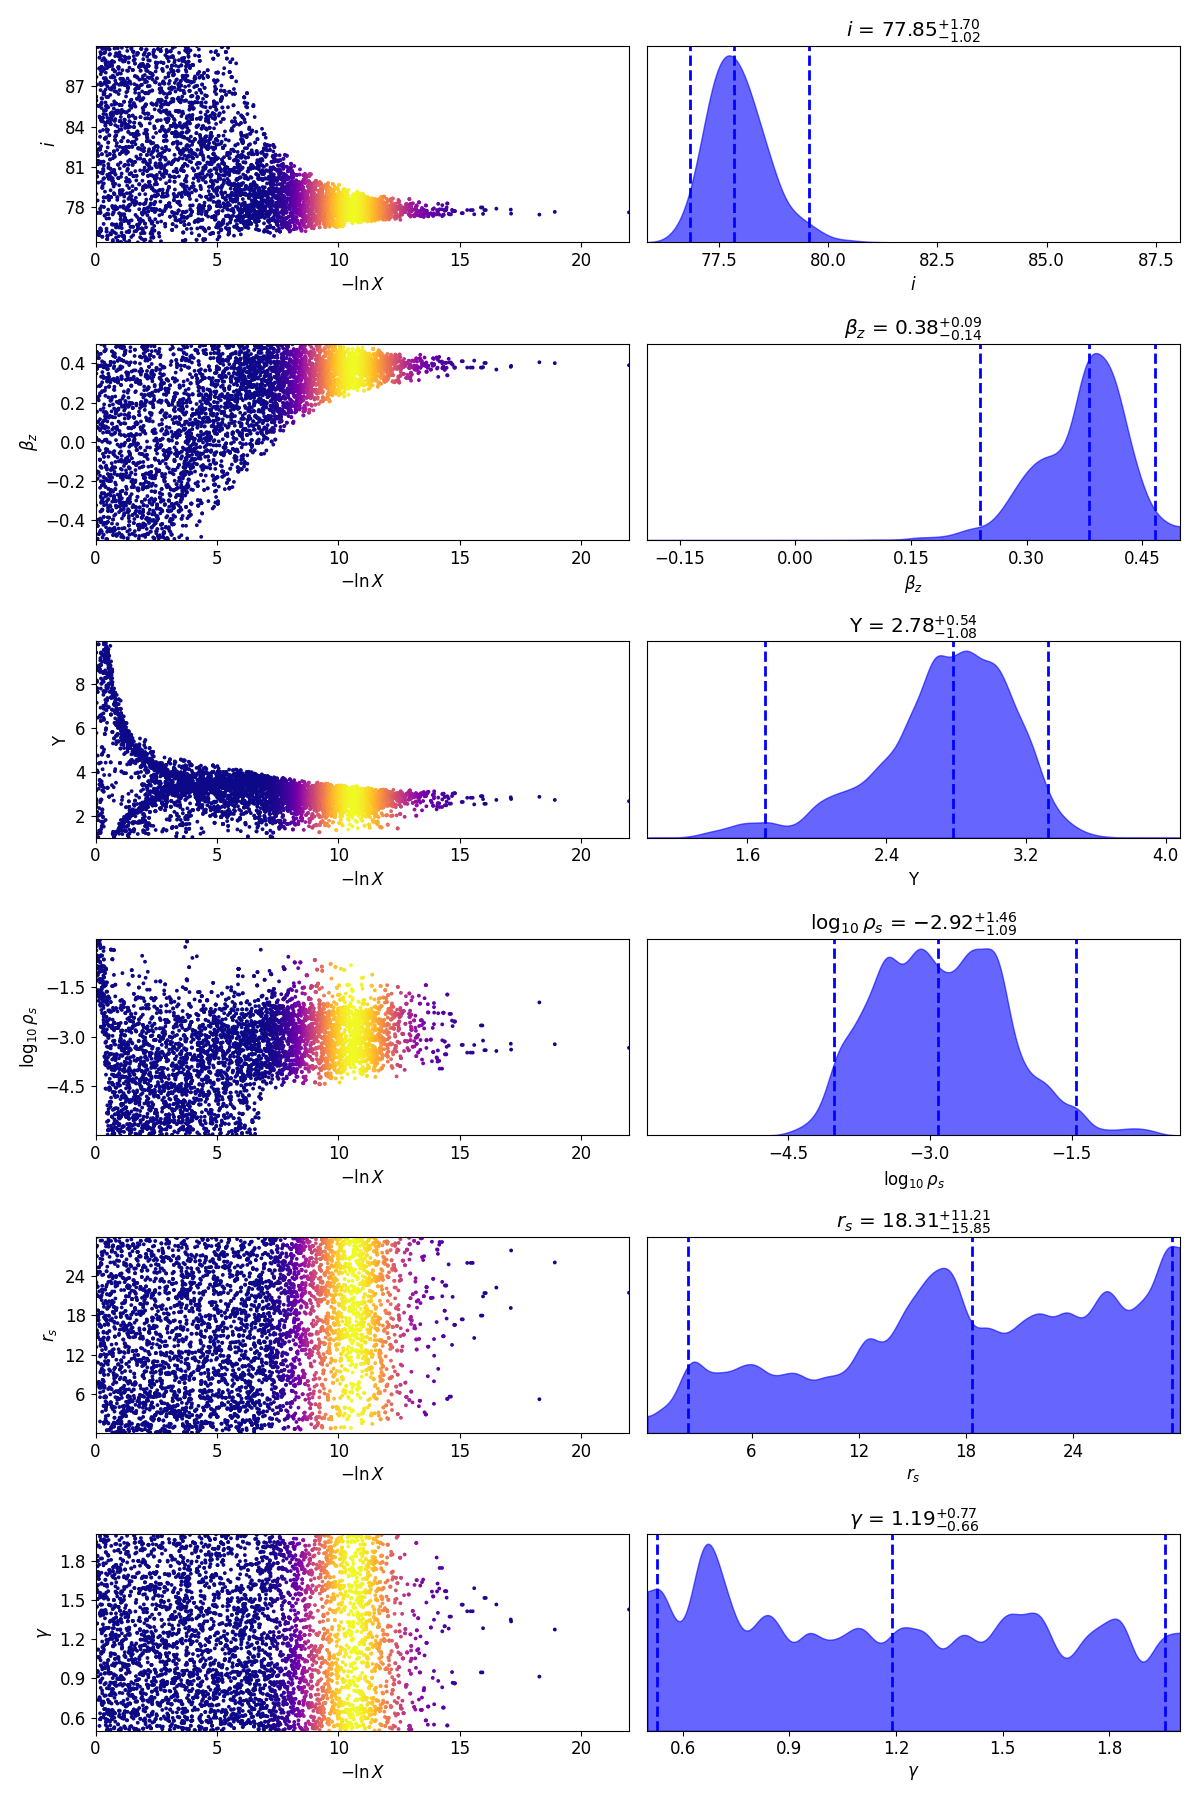 i = 77.85+1.70−1.02
87
84
81
78
i
0 5 10 15 20
−ln X
77.5 80.0 82.5 85.0 87.5
i
βz = 0.38+0.09−0.14
0.4
0.2
0.0
−0.2
−0.4
βz
0 5 10 15 20
−ln X
−0.15 0.00 0.15 0.30 0.45
βz
Y = 2.78+0.54−1.08
8
6
4
2
Y
0 5 10 15 20
−ln X
1.6 2.4 3.2 4.0
Y
log10 ρs = −2.92+1.46−1.09
−1.5
−3.0
−4.5
log10 ρs
0 5 10 15 20
−ln X
−4.5 −3.0 −1.5
log10 ρs
rs = 18.31+11.21−15.85
24
18
12
6
rs
0 5 10 15 20
−ln X
6 12 18 24
rs
γ = 1.19+0.77−0.66
1.8
1.5
1.2
0.9
0.6
γ
0 5 10 15 20
−ln X
0.6 0.9 1.2 1.5 1.8
γ